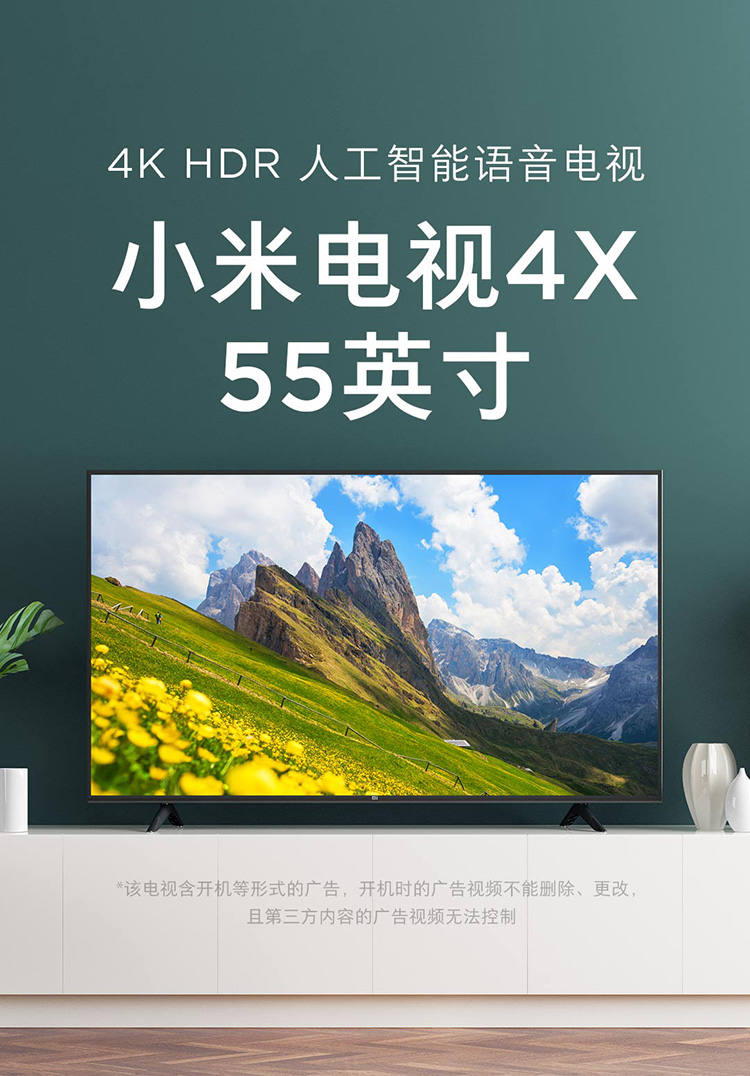 4K HDR 人工智能语音电视
小米电视4X
55英寸
mi
*该电视含开机等形式的广告，开机时的广告视频不能删除、更改，
且第三方内容的广告视频无法控制